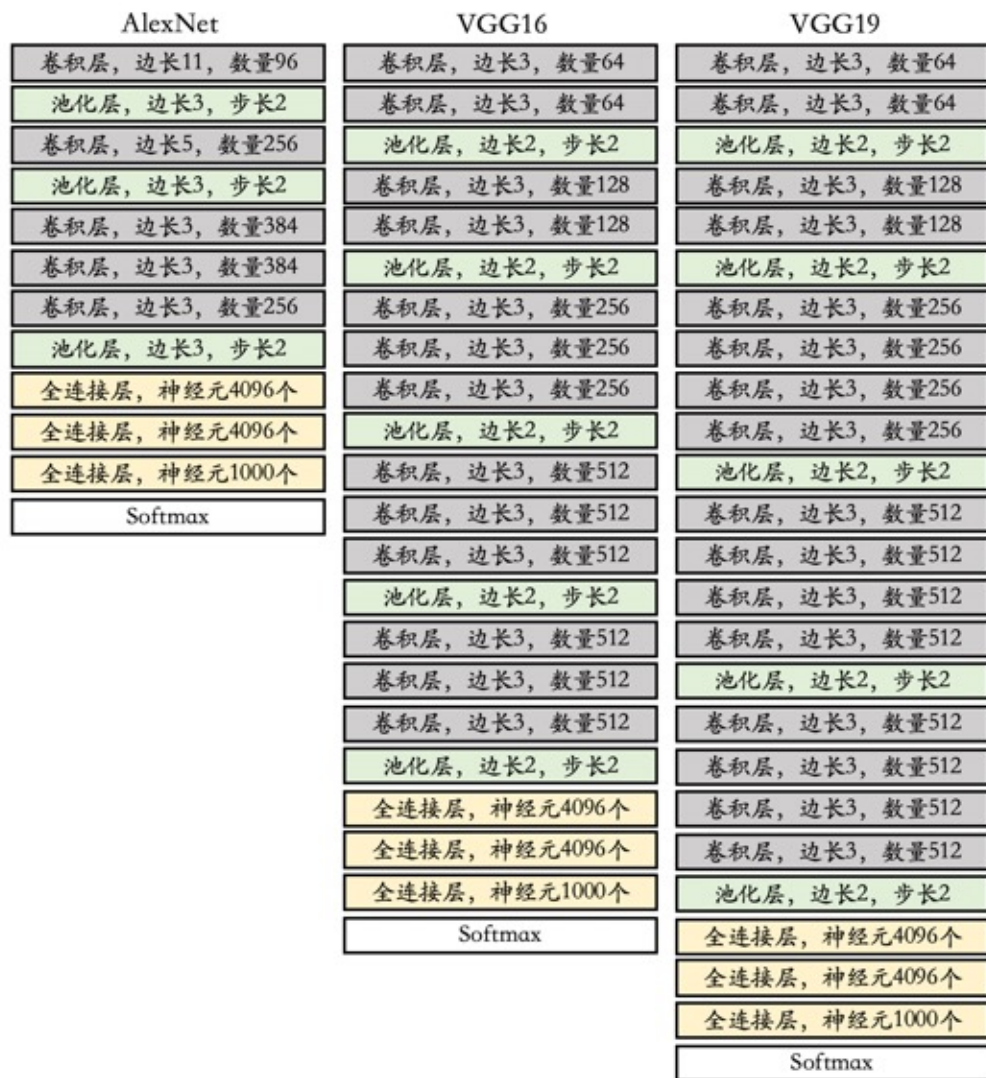 AlexNet
卷积层，边长11，数量96
池化层，边长3，步长2
卷积层，边长5，数量256
池化层，边长3，步长2
卷积层，边长3，数量384
卷积层，边长3，数量384
卷积层，边长3，数量256
池化层，边长3，步长2
全连接层，神经元4096个
全连接层，神经元4096个
全连接层，神经元1000个
Softmax
VGG16
卷积层，边长3，数量64
卷积层，边长3，数量64
池化层，边长2，步长2
卷积层，边长3，数量128
卷积层，边长3，数量128
池化层，边长2，步长2
卷积层，边长3，数量256
卷积层，边长3，数量256
卷积层，边长3，数量256
池化层，边长2，步长2
卷积层，边长3，数量512
卷积层，边长3，数量512
卷积层，边长3，数量512
池化层，边长2，步长2
卷积层，边长3，数量512
卷积层，边长3，数量512
卷积层，边长3，数量512
池化层，边长2，步长2
全连接层，神经元4096个
全连接层，神经元4096个
全连接层，神经元1000个
Softmax
VGG19
卷积层，边长3，数量64
卷积层，边长3，数量64
池化层，边长2，步长2
卷积层，边长3，数量128
卷积层，边长3，数量128
池化层，边长2，步长2
卷积层，边长3，数量256
卷积层，边长3，数量256
卷积层，边长3，数量256
卷积层，边长3，数量256
池化层，边长2，步长2
卷积层，边长3，数量512
卷积层，边长3，数量512
卷积层，边长3，数量512
卷积层，边长3，数量512
池化层，边长2，步长2
卷积层，边长3，数量512
卷积层，边长3，数量512
卷积层，边长3，数量512
卷积层，边长3，数量512
池化层，边长2，步长2
全连接层，神经元4096个
全连接层，神经元4096个
全连接层，神经元1000个
Softmax